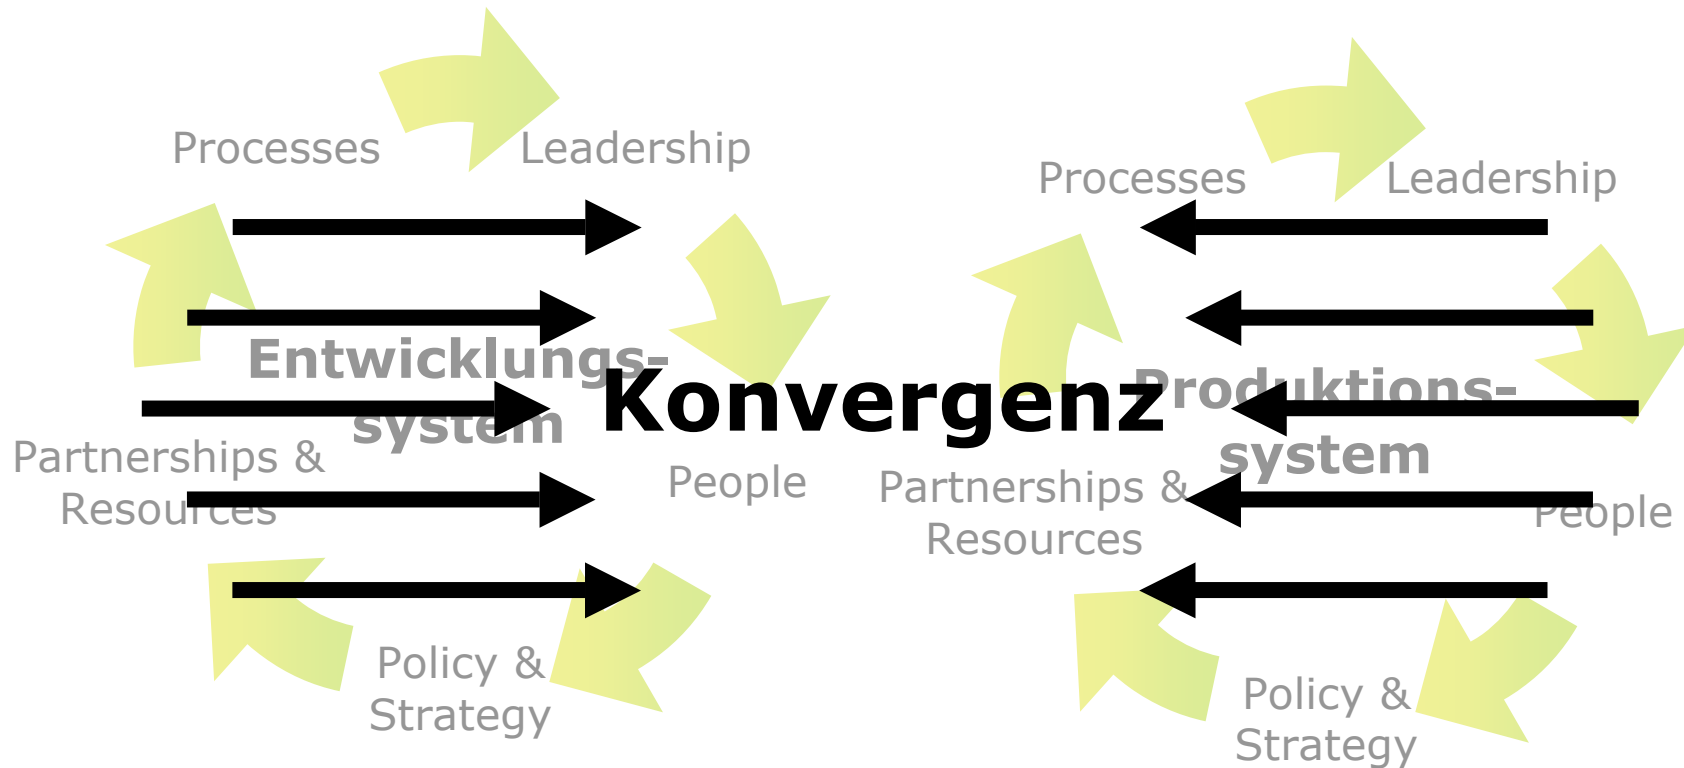 Processes
Leadership
Entwicklungs-
system
Partnerships &
Resources
People
Policy &
Strategy
Konvergenz
Processes
Leadership
Produktions-
system
Partnerships &
Resources
People
Policy &
Strategy